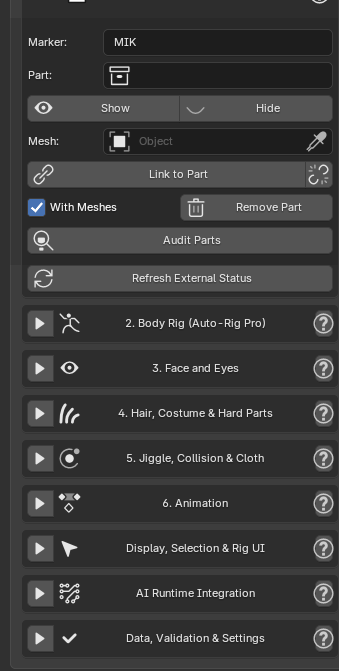 Marker: MIK
Part:
Show Hide
Mesh: Object
Link to Part
With Meshes Remove Part
Audit Parts
Refresh External Status
2. Body Rig (Auto-Rig Pro) ?
3. Face and Eyes ?
4. Hair, Costume & Hard Parts ?
5. Jiggle, Collision & Cloth ?
6. Animation ?
Display, Selection & Rig UI ?
AI Runtime Integration ?
Data, Validation & Settings ?